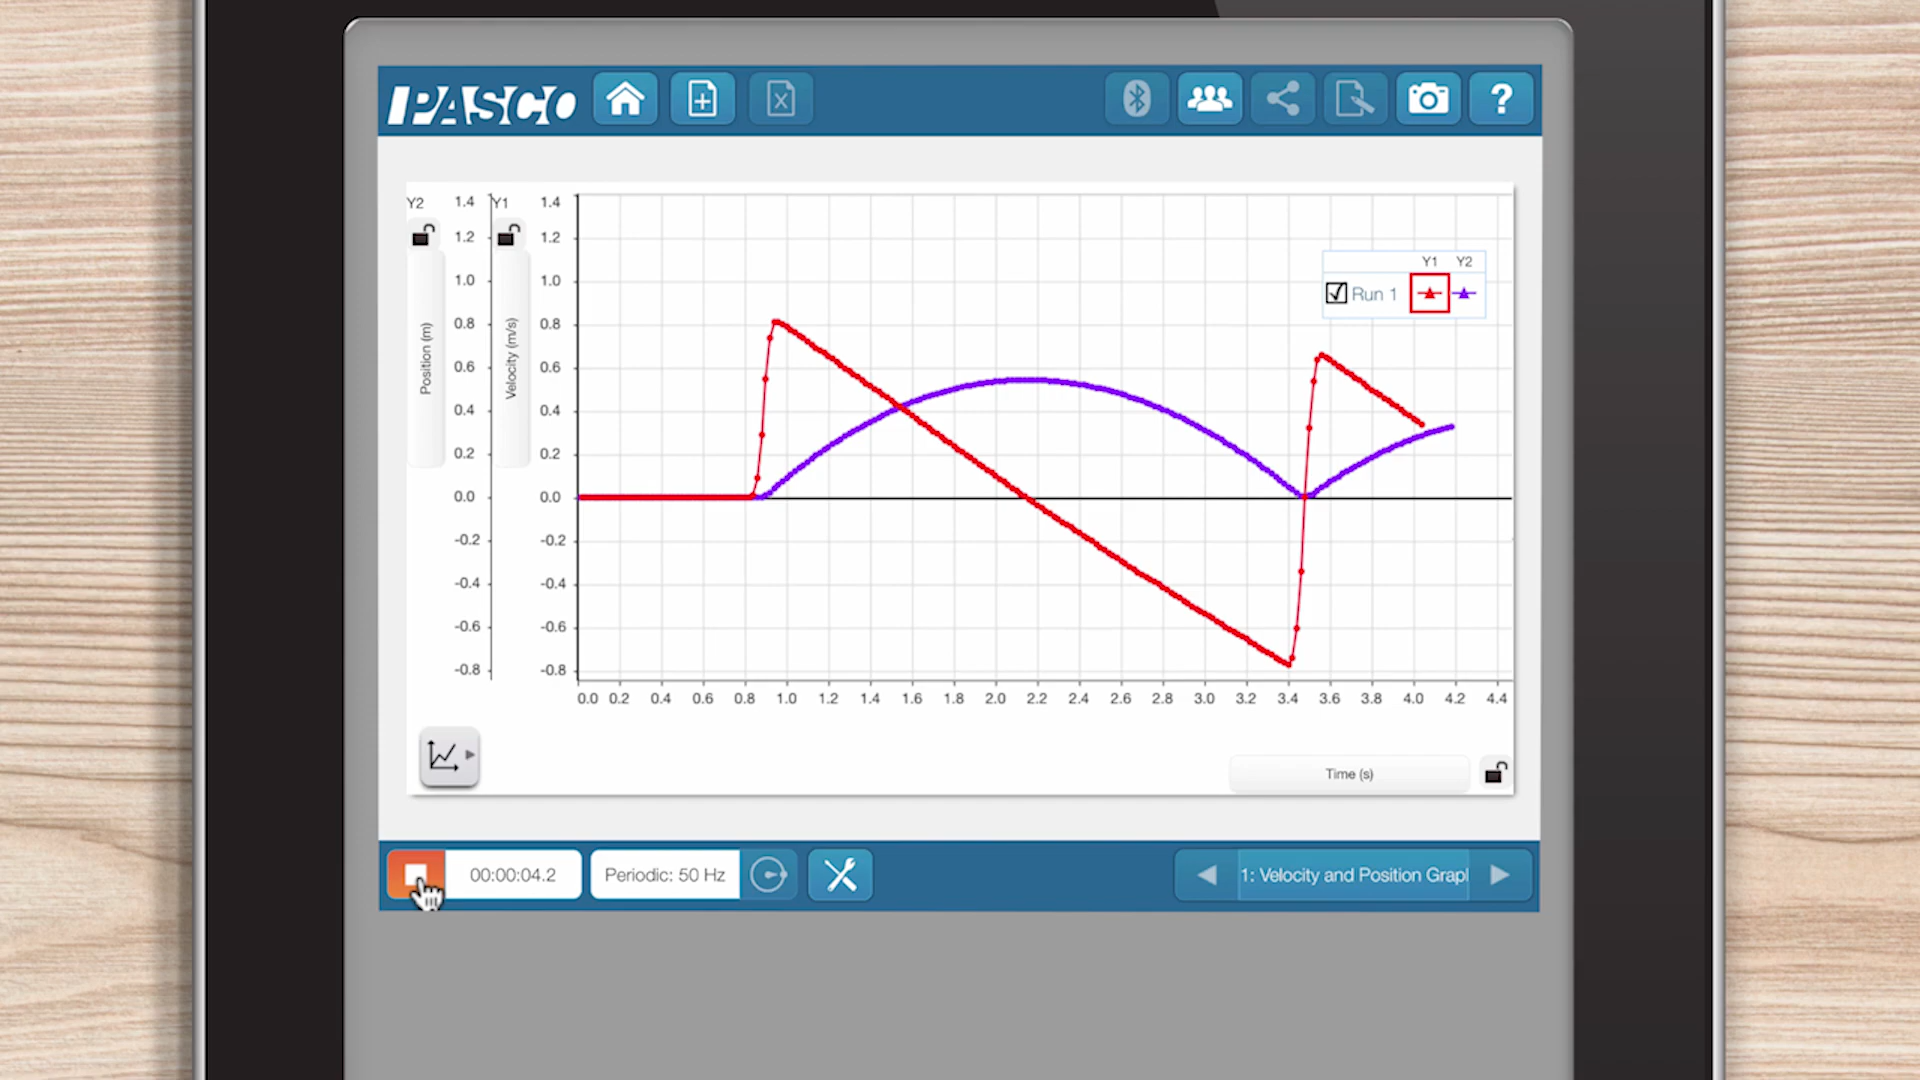 PASCO
?
Y2
Y1
Position (m)
Velocity (m/s)
1.4
1.2
1.0
0.8
0.6
0.4
0.2
0.0
-0.2
-0.4
-0.6
-0.8
1.4
1.2
1.0
0.8
0.6
0.4
0.2
0.0
-0.2
-0.4
-0.6
-0.8
Y1 Y2
Run 1
0.0 0.2 0.4 0.6 0.8 1.0 1.2 1.4 1.6 1.8 2.0 2.2 2.4 2.6 2.8 3.0 3.2 3.4 3.6 3.8 4.0 4.2 4.4
Time (s)
00:00:04.2
Periodic: 50 Hz
1: Velocity and Position Grap